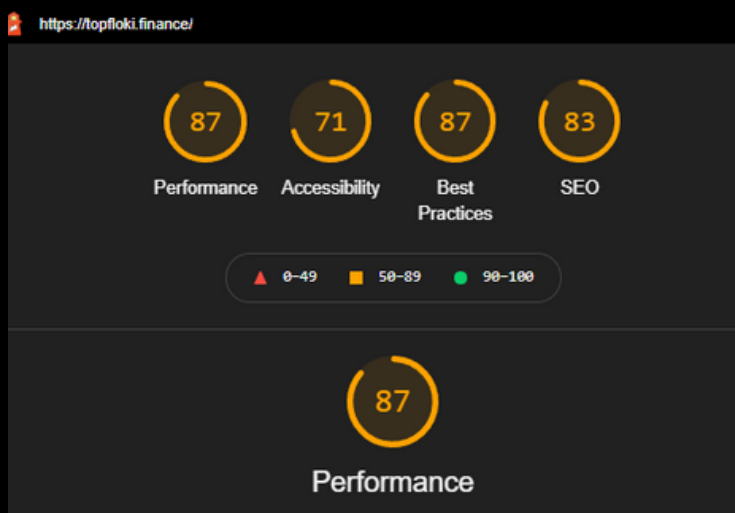 https://topfloki.finance/
87 71 87 83
Performance Accessibility Best Practices SEO
0-49 50-89 90-100
87
Performance